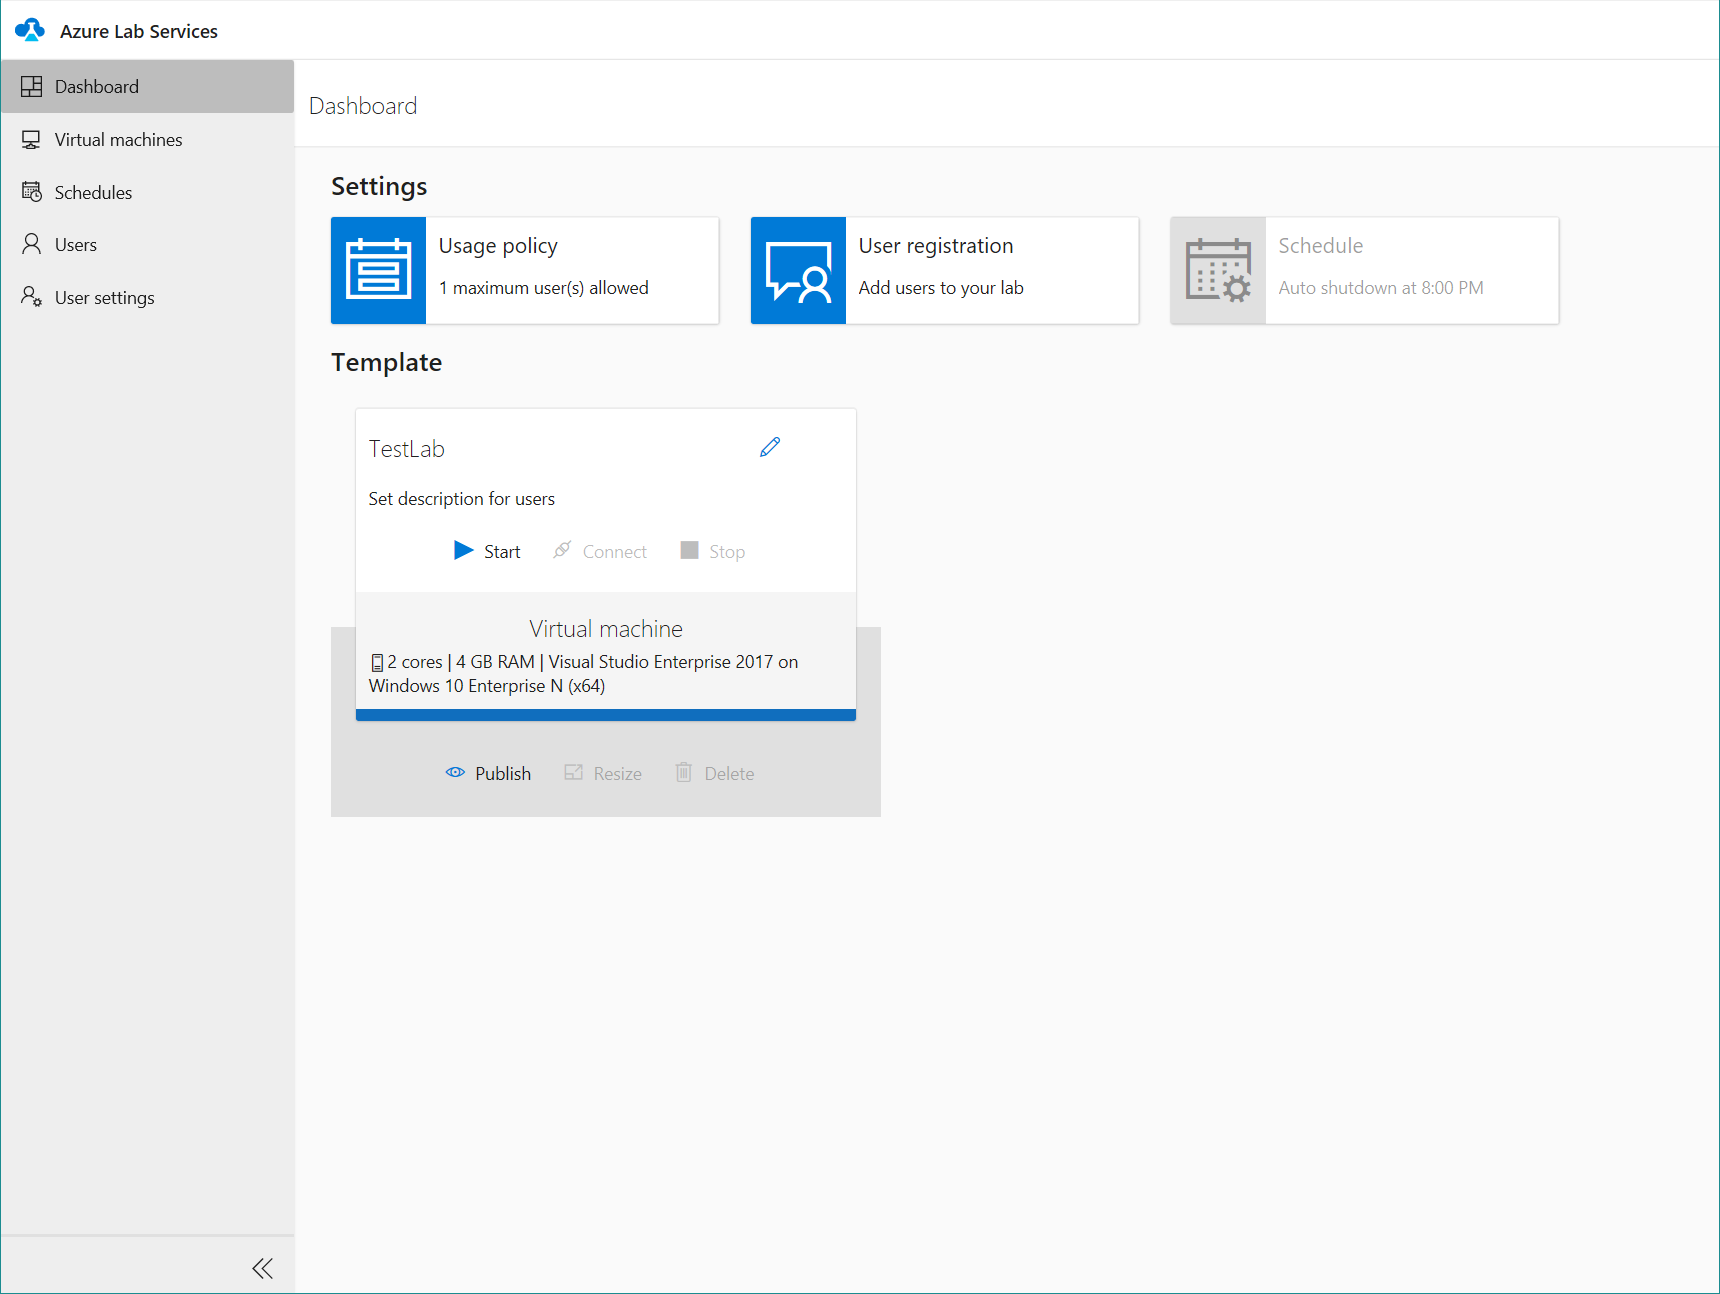 Azure Lab Services
Dashboard
Virtual machines
Schedules
Users
User settings
Dashboard
Settings
Usage policy
1 maximum user(s) allowed
User registration
Add users to your lab
Schedule
Auto shutdown at 8:00 PM
Template
TestLab
Set description for users
Start
Connect
Stop
Virtual machine
2 cores | 4 GB RAM | Visual Studio Enterprise 2017 on
Windows 10 Enterprise N (x64)
Publish
Resize
Delete